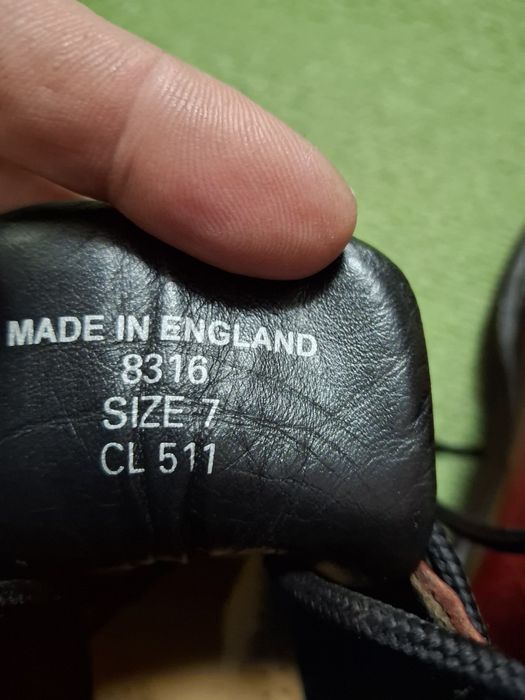 MADE IN ENGLAND
8316
SIZE 7
CL 511